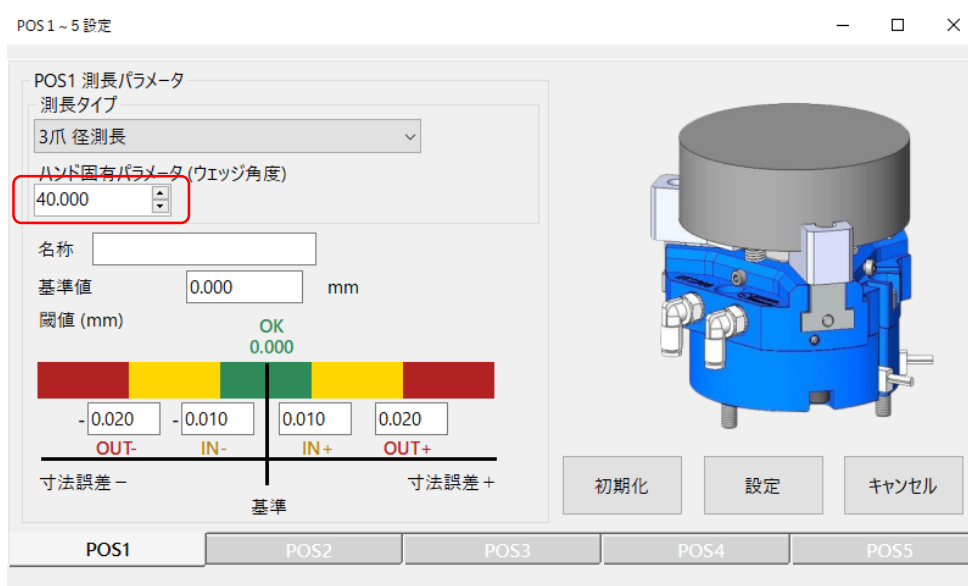 POS1~5設定
POS1 測長パラメータ
測長タイプ
3爪 径測長
ハンド固有パラメータ(ウェッジ角度)
40.000
名称
基準値 0.000 mm
閾値 (mm)
OK
0.000
- 0.020 - 0.010 0.010 0.020
OUT- IN- IN+ OUT+
寸法誤差－ 寸法誤差＋
基準
初期化 設定 キャンセル
POS1 POS2 POS3 POS4 POS5